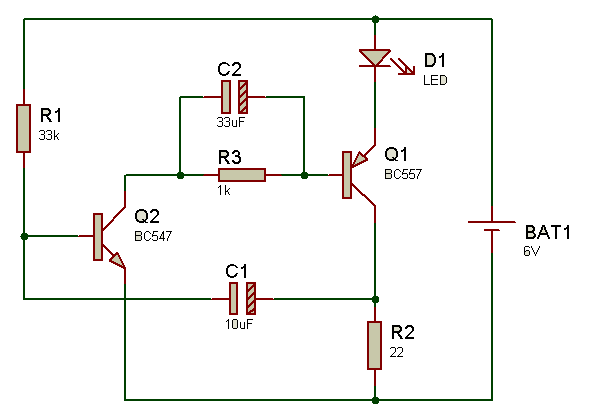 D1
LED
C2
33uF
R1
33k
R3
1k
Q1
BC557
Q2
BC547
BAT1
6V
C1
10uF
R2
22